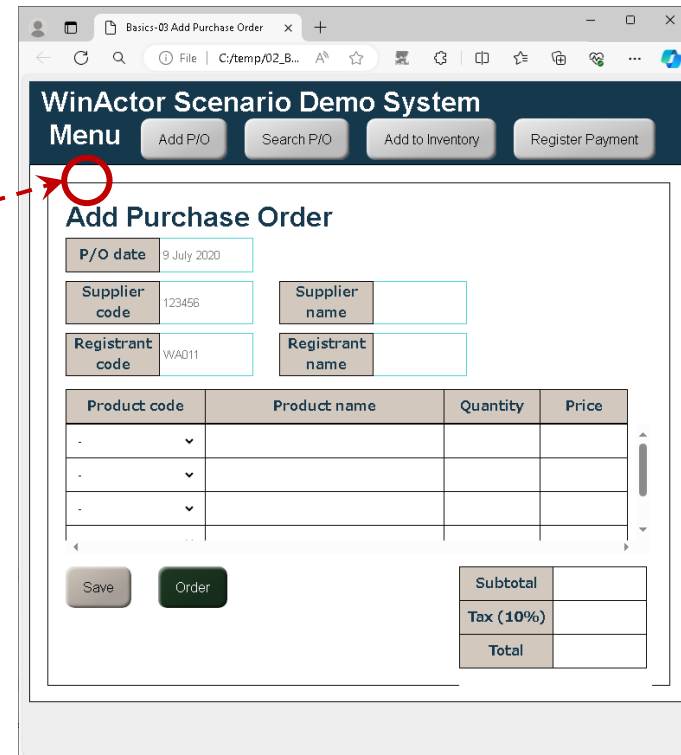 Basics-03 Add Purchase Order
File | C:/temp/02_B...
WinActor Scenario Demo System
Menu Add P/O Search P/O Add to Inventory Register Payment
Add Purchase Order
P/O date 9 July 2020
Supplier code 123456 Supplier name
Registrant code WA011 Registrant name
Product code Product name Quantity Price
-
-
-
Save Order
Subtotal
Tax (10%)
Total